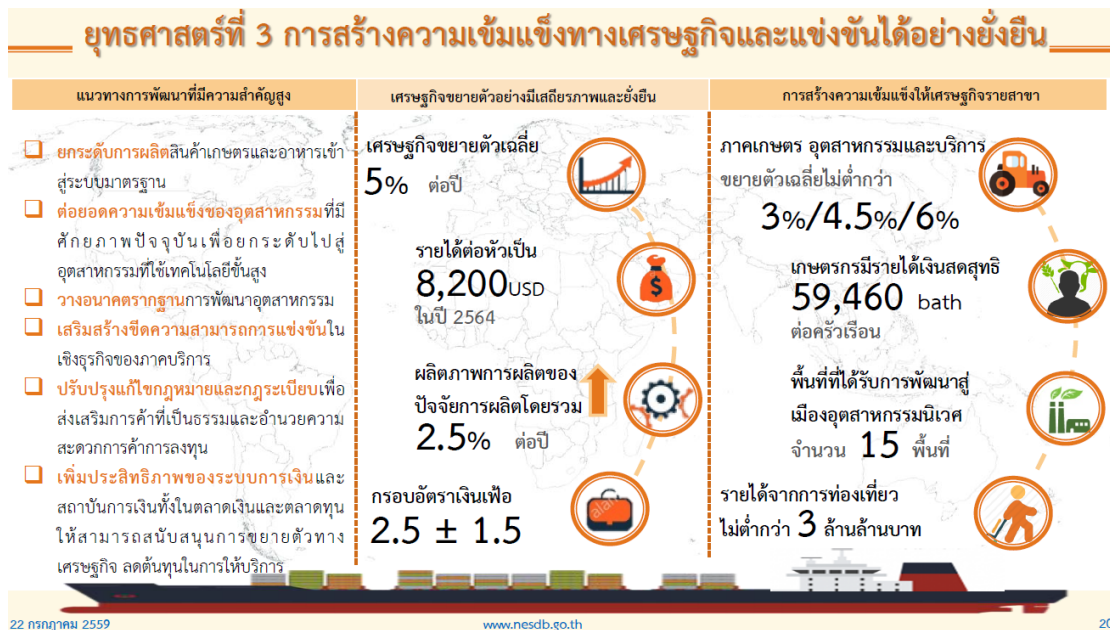 ยุทธศาสตร์ที่ 3 การสร้างความเข้มแข็งทางเศรษฐกิจและแข่งขันได้อย่างยั่งยืน
แนวทางการพัฒนาที่มีความสำคัญสูง
ยกระดับการผลิตสินค้าเกษตรและอาหารเข้า
สู่ระบบมาตรฐาน
ต่อยอดความเข้มแข็งของอุตสาหกรรมที่มี
ศักยภาพปัจจุบันเพื่อยกระดับไปสู่
อุตสาหกรรมที่ใช้เทคโนโลยีขั้นสูง
วางอนาคตรากฐานการพัฒนาอุตสาหกรรม
เสริมสร้างขีดความสามารถการแข่งขันใน
เชิงธุรกิจของภาคบริการ
ปรับปรุงแก้ไขกฎหมายและกฎระเบียบเพื่อ
ส่งเสริมการค้าที่เป็นธรรมและอำนวยความ
สะดวกการค้าการลงทุน
เพิ่มประสิทธิภาพของระบบการเงินและ
สถาบันการเงินทั้งในตลาดเงินและตลาดทุน
ให้สามารถสนับสนุนการขยายตัวทาง
เศรษฐกิจ ลดต้นทุนในการให้บริการ
เศรษฐกิจขยายตัวอย่างมีเสถียรภาพและยั่งยืน
เศรษฐกิจขยายตัวเฉลี่ย
5% ต่อปี
รายได้ต่อหัวเป็น
8,200USD
ในปี 2564
ผลิตภาพการผลิตของ
ปัจจัยการผลิตโดยรวม
2.5% ต่อปี
กรอบอัตราเงินเฟ้อ
2.5 ± 1.5
การสร้างความเข้มแข็งให้เศรษฐกิจรายสาขา
ภาคเกษตร อุตสาหกรรมและบริการ
ขยายตัวเฉลี่ยไม่ต่ำกว่า
3%/4.5%/6%
เกษตรกรมีรายได้เงินสดสุทธิ
59,460 bath
ต่อครัวเรือน
พื้นที่ที่ได้รับการพัฒนาสู่
เมืองอุตสาหกรรมนิเวศ
จำนวน 15 พื้นที่
รายได้จากการท่องเที่ยว
ไม่ต่ำกว่า 3 ล้านล้านบาท
22 กรกฎาคม 2559
www.nesdb.go.th
20